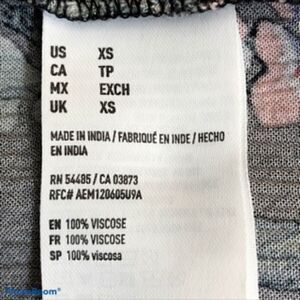 US XS
CA TP
MX EXCH
UK XS
MADE IN INDIA / FABRIQUÉ EN INDE / HECHO
EN INDIA
RN 54485 / CA 03873
RFC# AEM120605U9A
EN 100% VISCOSE
FR 100% VISCOSE
SP 100% viscosa